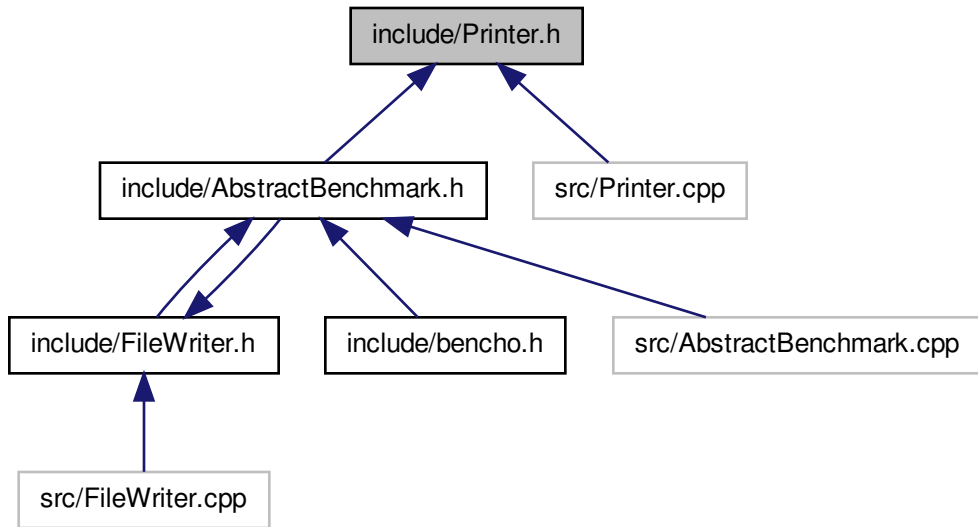 include/Printer.h
include/AbstractBenchmark.h
src/Printer.cpp
include/FileWriter.h
include/bencho.h
src/AbstractBenchmark.cpp
src/FileWriter.cpp